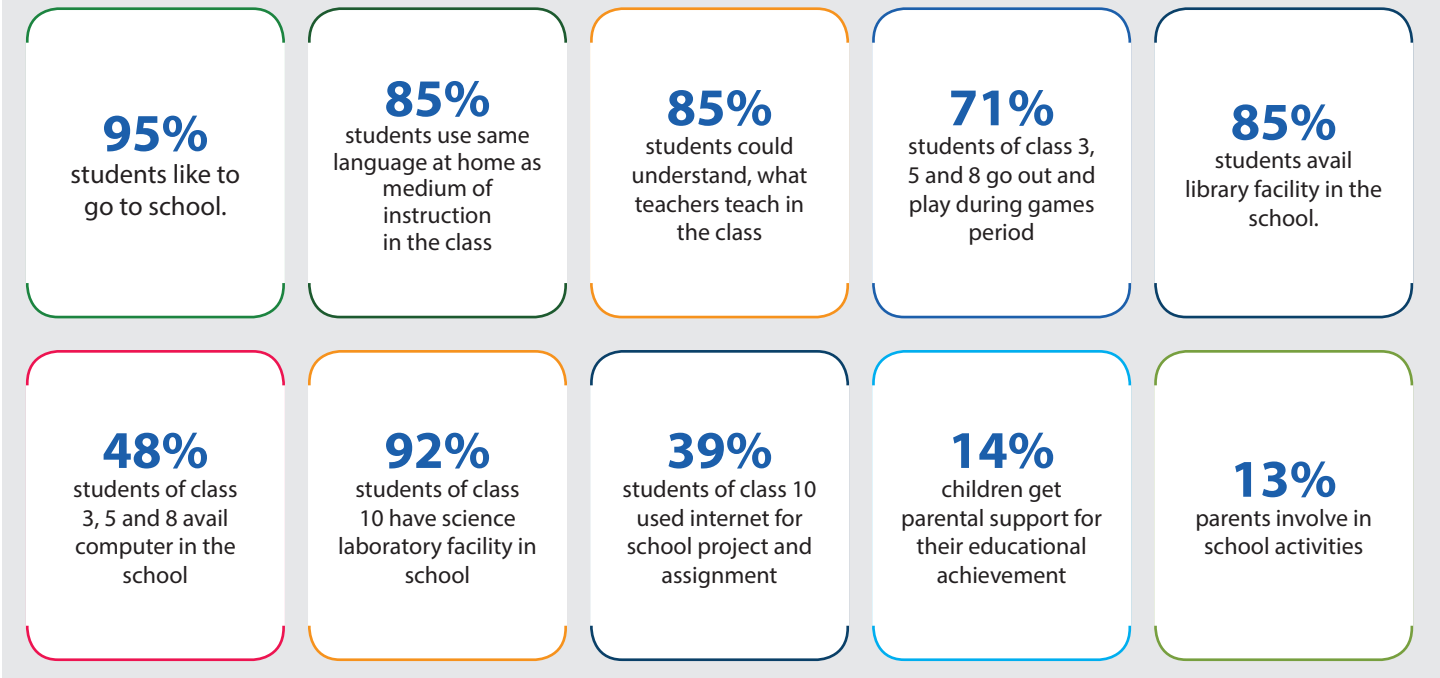 95%
students like to
go to school.
85%
students use same
language at home as
medium of
instruction
in the class
85%
students could
understand, what
teachers teach in
the class
71%
students of class 3,
5 and 8 go out and
play during games
period
85%
students avail
library facility in the
school.
48%
students of class
3, 5 and 8 avail
computer in the
school
92%
students of class
10 have science
laboratory facility in
school
39%
students of class 10
used internet for
school project and
assignment
14%
children get
parental support for
their educational
achievement
13%
parents involve in
school activities